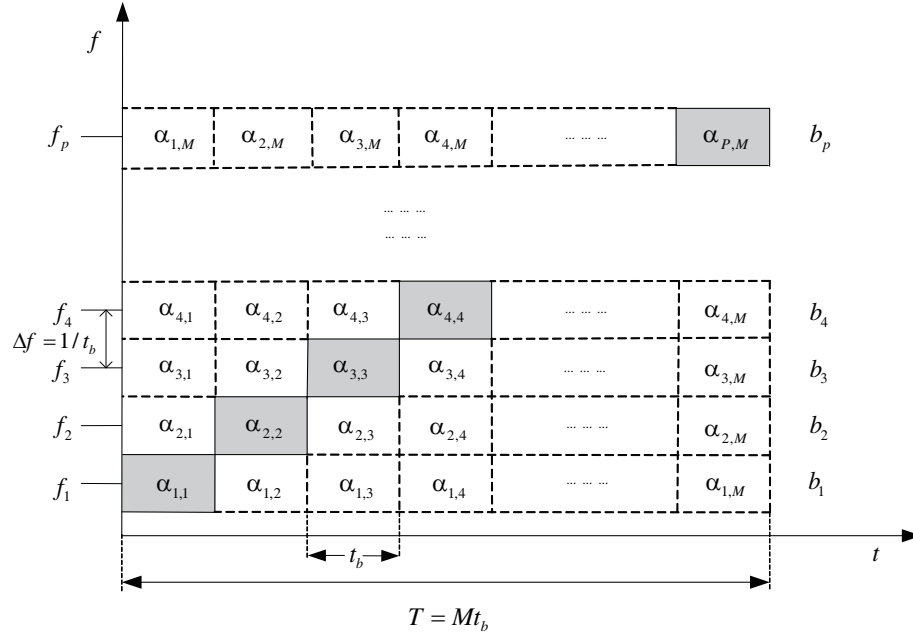 f
f_p α_{1,M} α_{2,M} α_{3,M} α_{4,M} ... ... ... α_{P,M} b_p
... ... ...
... ... ...
f_4 α_{4,1} α_{4,2} α_{4,3} α_{4,4} ... ... ... α_{4,M} b_4
Δf = 1/t_b
f_3 α_{3,1} α_{3,2} α_{3,3} α_{3,4} ... ... ... α_{3,M} b_3
f_2 α_{2,1} α_{2,2} α_{2,3} α_{2,4} ... ... ... α_{2,M} b_2
f_1 α_{1,1} α_{1,2} α_{1,3} α_{1,4} ... ... ... α_{1,M} b_1
t_b t
T = Mt_b